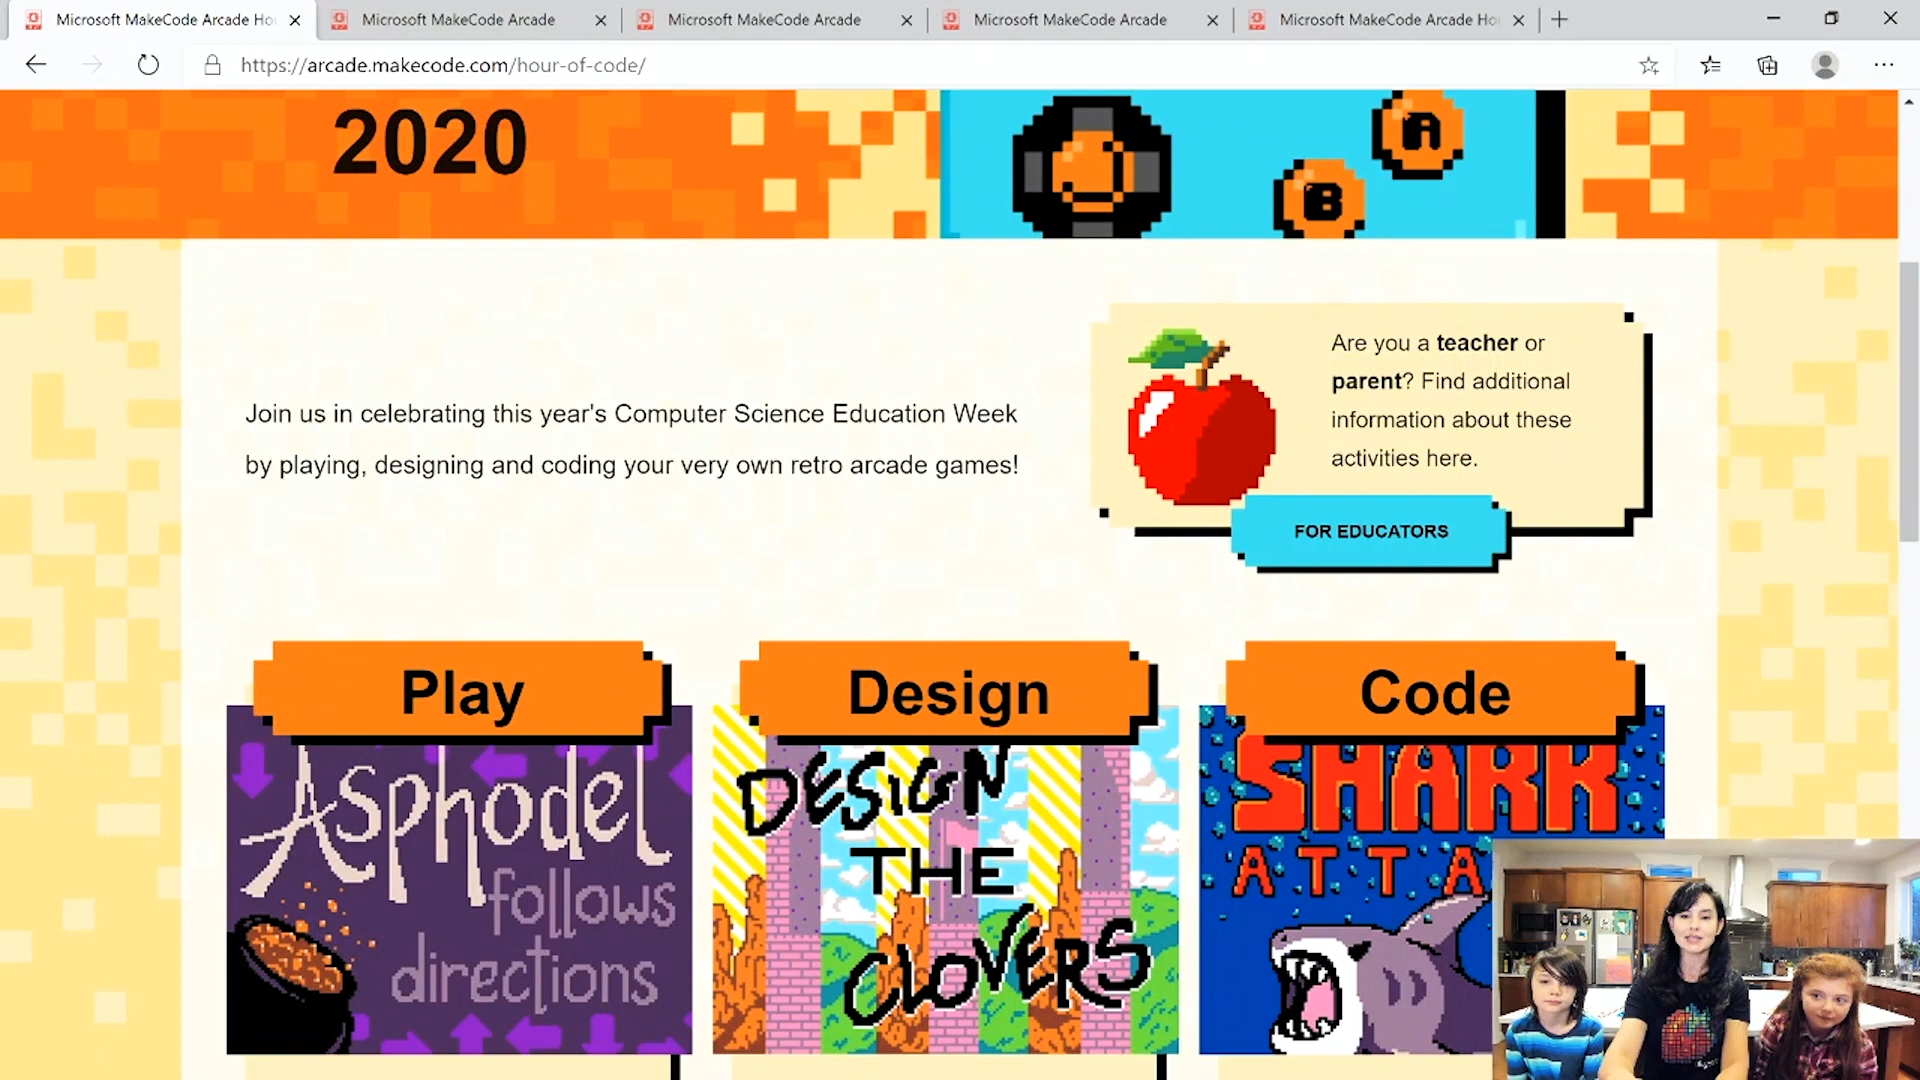 Microsoft MakeCode Arcade Ho
Microsoft MakeCode Arcade
Microsoft MakeCode Arcade
Microsoft MakeCode Arcade
Microsoft MakeCode Arcade Ho
https://arcade.makecode.com/hour-of-code/
2020
A
B
Join us in celebrating this year's Computer Science Education Week
by playing, designing and coding your very own retro arcade games!
Are you a teacher or
parent? Find additional
information about these
activities here.
FOR EDUCATORS
Play
Design
Code
Asphodel
follows
directions
DESIGN
THE
CLOVERS
SHARK
ATTA